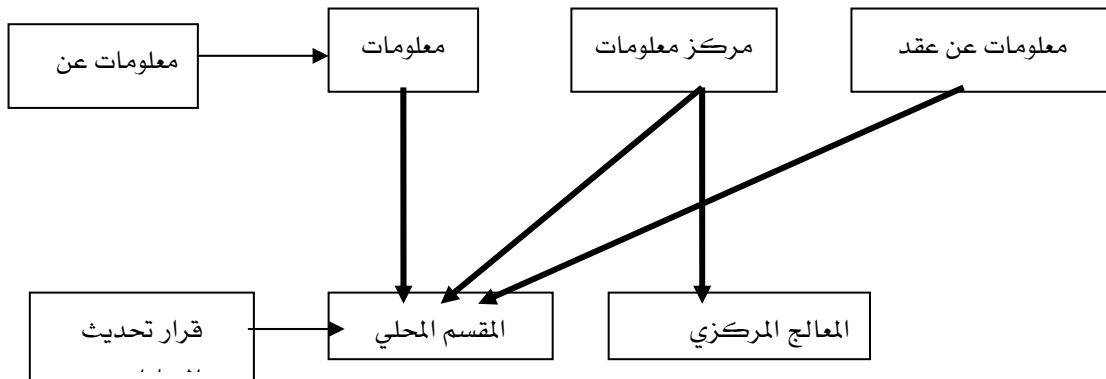 معلومات عن عقد
مركز معلومات
معلومات
معلومات عن
المعالج المركزي
المقسم المحلي
قرار تحديث